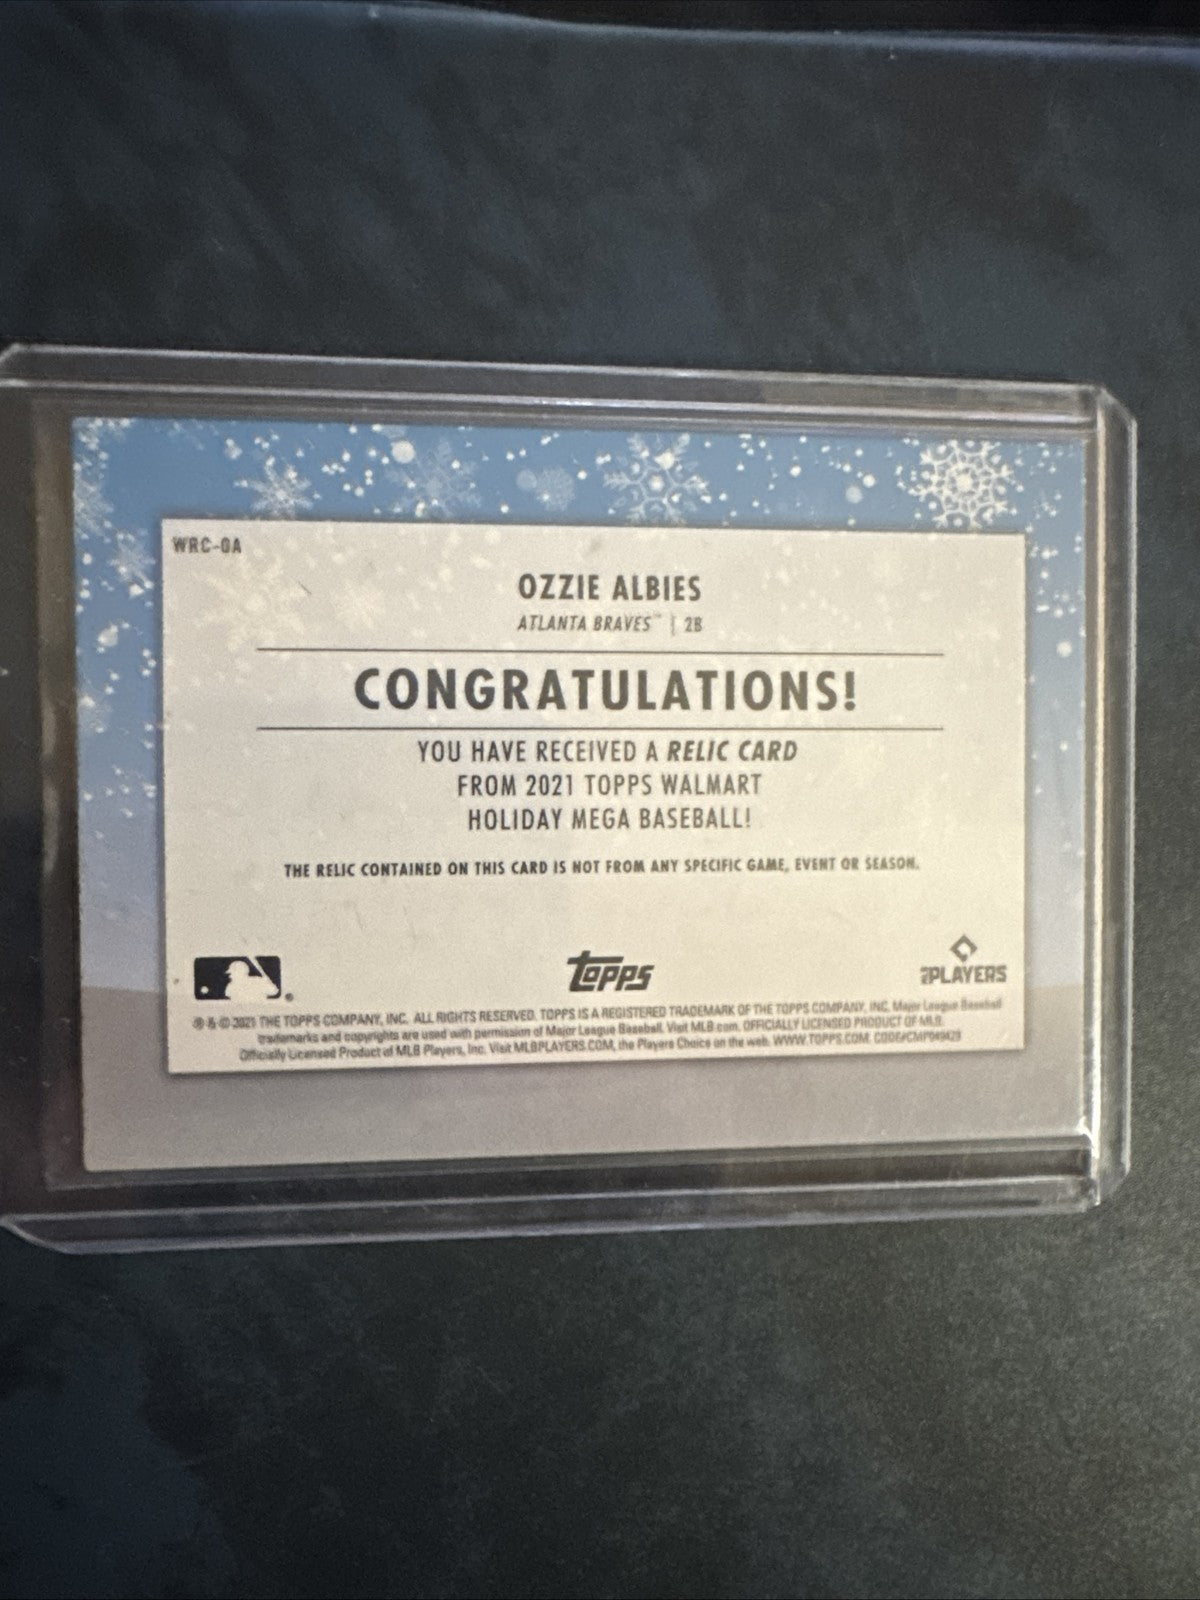 WRC-OA
OZZIE ALBIES
ATLANTA BRAVES™ | 2B
CONGRATULATIONS!
YOU HAVE RECEIVED A RELIC CARD
FROM 2021 TOPPS WALMART
HOLIDAY MEGA BASEBALL!
THE RELIC CONTAINED ON THIS CARD IS NOT FROM ANY SPECIFIC GAME, EVENT OR SEASON.
topps
PLAYERS
® & © 2021 THE TOPPS COMPANY, INC. ALL RIGHTS RESERVED. TOPPS IS A REGISTERED TRADEMARK OF THE TOPPS COMPANY, INC. Major League Baseball
trademarks and copyrights are used with permission of Major League Baseball. Visit MLB.com. OFFICIALLY LICENSED PRODUCT OF MLB
Officially Licensed Product of MLB Players, Inc. Visit MLBPLAYERS.COM, the Players Choice on the web. WWW.TOPPS.COM